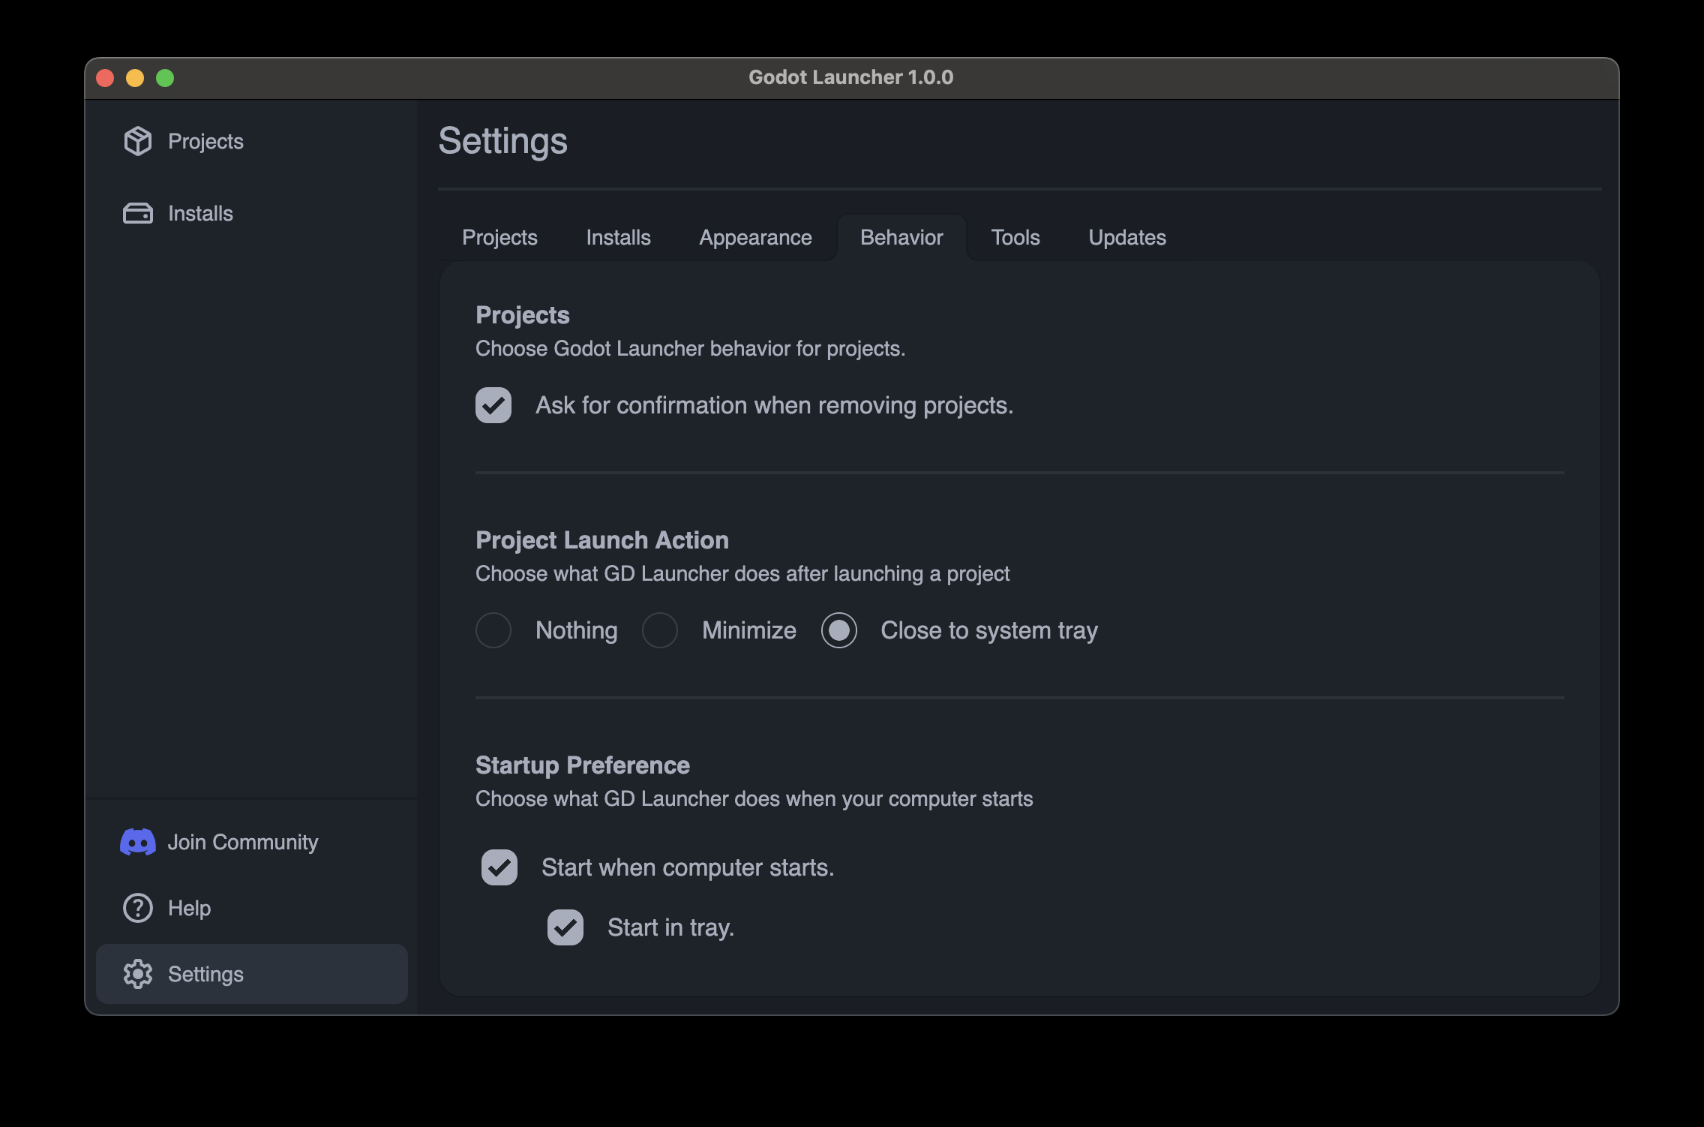 Godot Launcher 1.0.0
Projects
Installs
Join Community
Help
Settings
Settings
Projects Installs Appearance Behavior Tools Updates
Projects
Choose Godot Launcher behavior for projects.
Ask for confirmation when removing projects.
Project Launch Action
Choose what GD Launcher does after launching a project
Nothing Minimize Close to system tray
Startup Preference
Choose what GD Launcher does when your computer starts
Start when computer starts.
Start in tray.